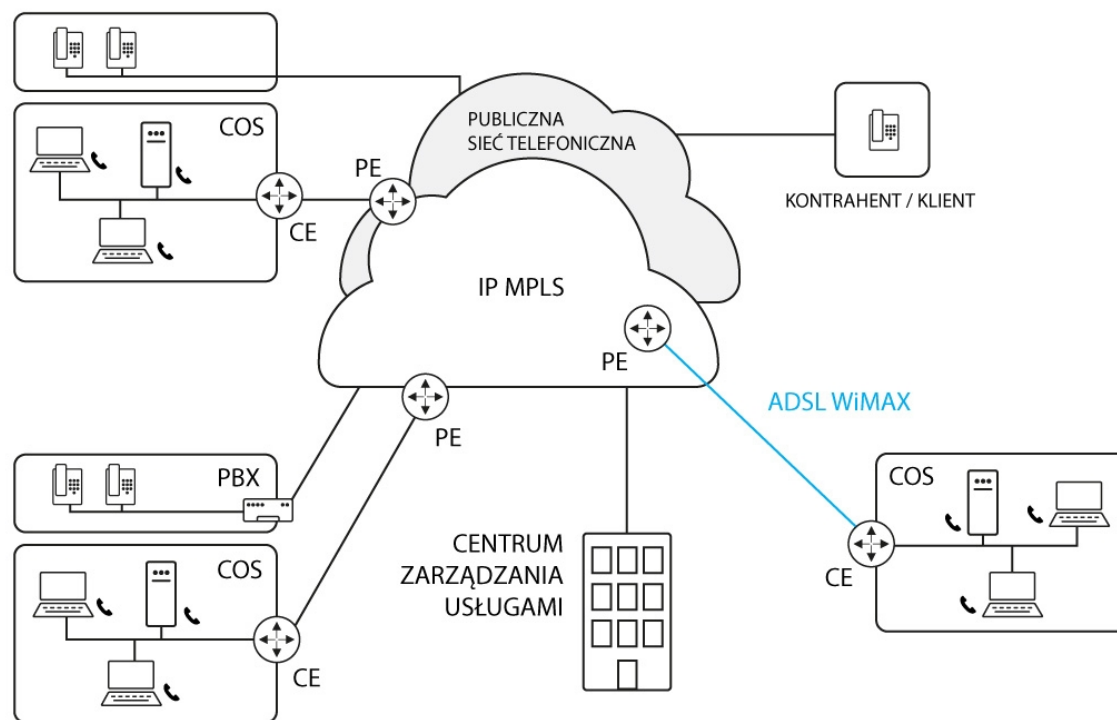 COS
PE
CE
PUBLICZNA
SIEĆ TELEFONICZNA
KONTRAHENT / KLIENT
IP MPLS
PE
ADSL WiMAX
PE
PBX
COS
CE
CENTRUM
ZARZĄDZANIA
USŁUGAMI
COS
CE